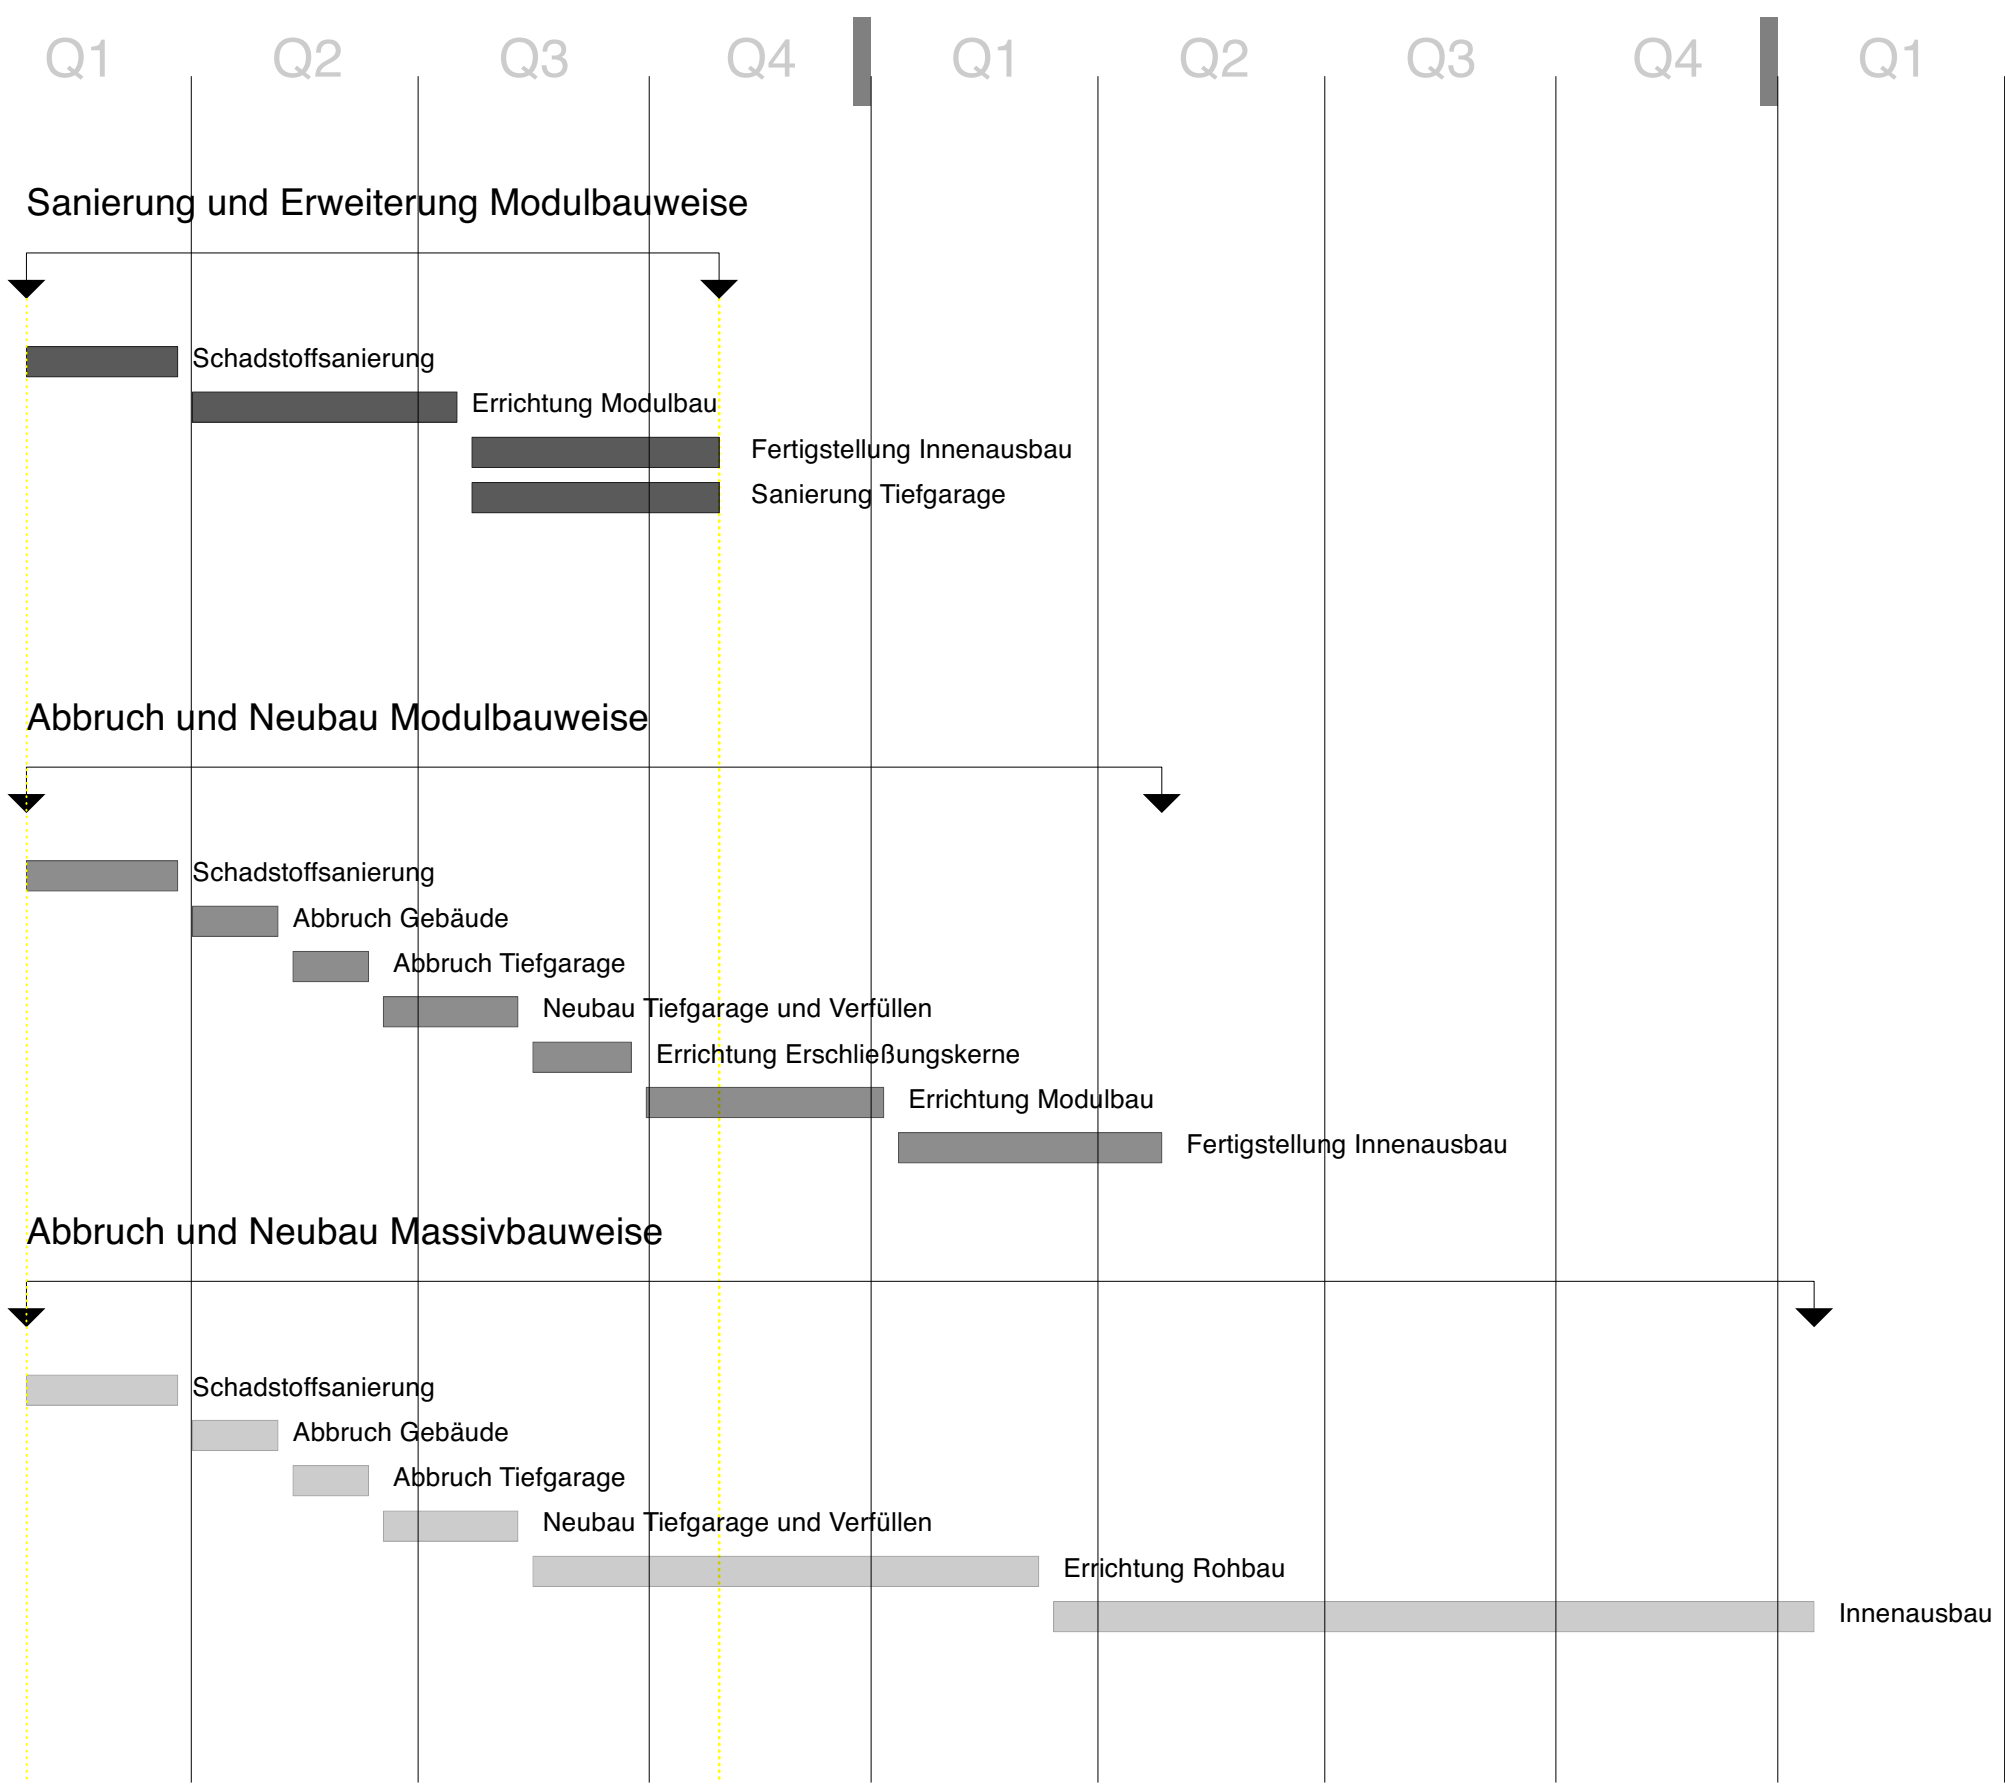 Q1 Q2 Q3 Q4 Q1 Q2 Q3 Q4 Q1
Sanierung und Erweiterung Modulbauweise
Schadstoffsanierung
Errichtung Modulbau
Fertigstellung Innenausbau
Sanierung Tiefgarage
Abbruch und Neubau Modulbauweise
Schadstoffsanierung
Abbruch Gebäude
Abbruch Tiefgarage
Neubau Tiefgarage und Verfüllen
Errichtung Erschließungskerne
Errichtung Modulbau
Fertigstellung Innenausbau
Abbruch und Neubau Massivbauweise
Schadstoffsanierung
Abbruch Gebäude
Abbruch Tiefgarage
Neubau Tiefgarage und Verfüllen
Errichtung Rohbau
Innenausbau